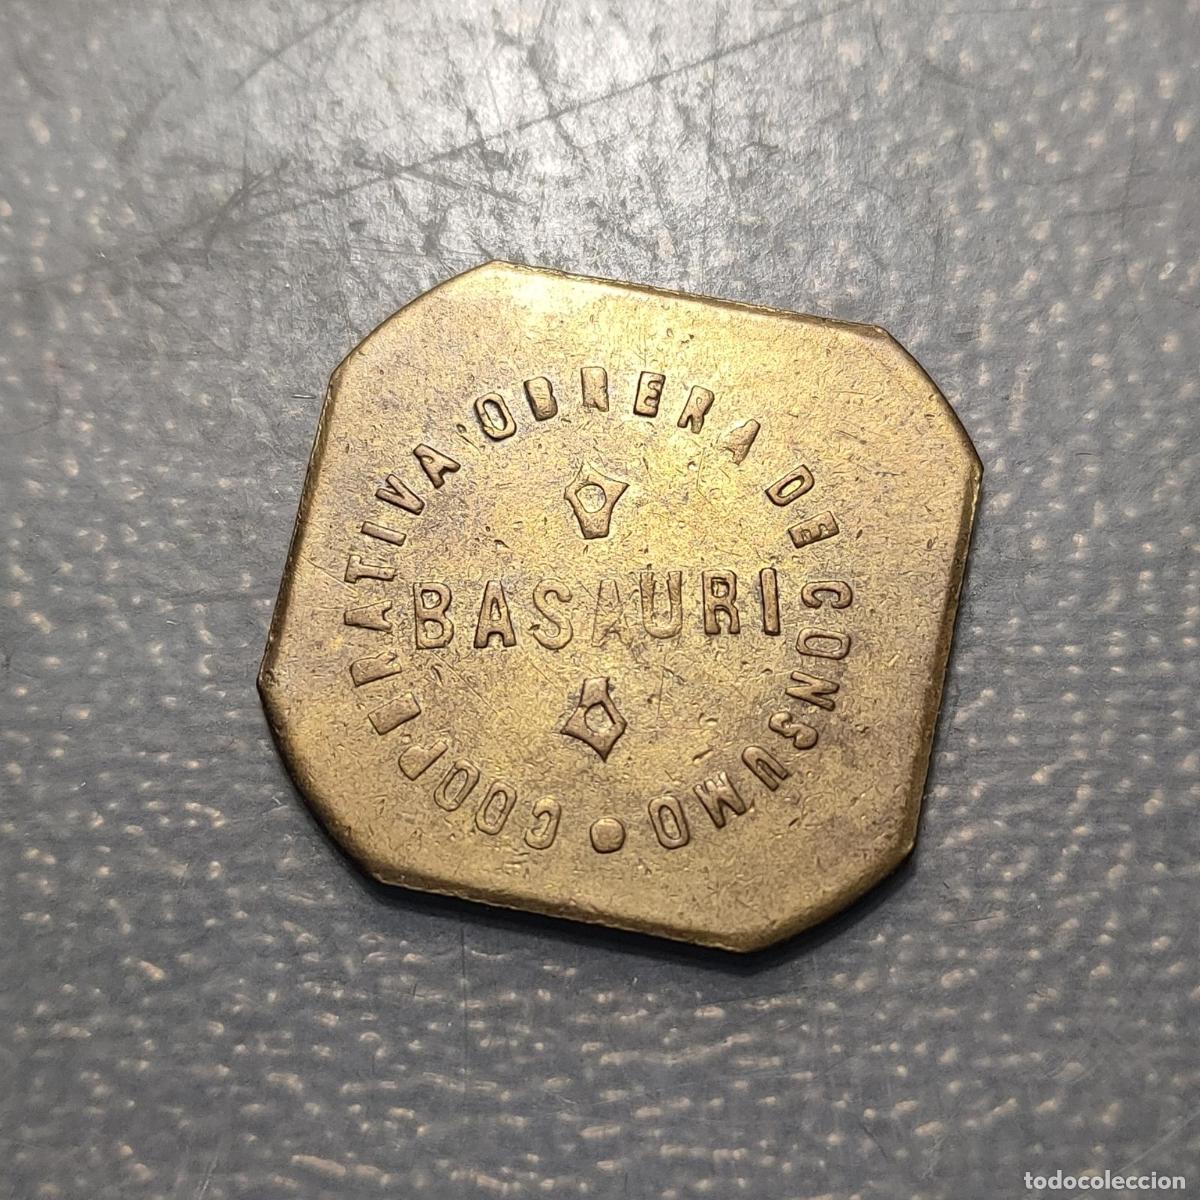 COOPERATIVA OBRERA DE CONSUMO
BASAURI
todocoleccion